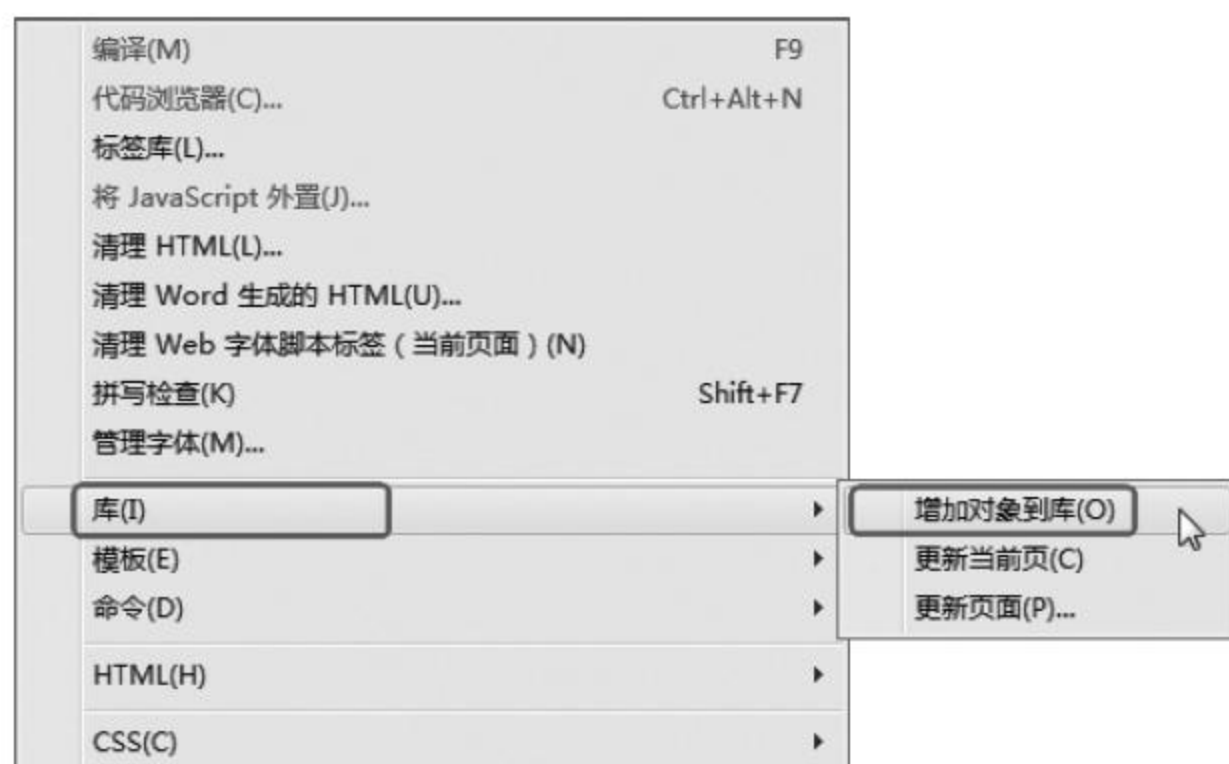 编译(M) F9
代码浏览器(C)... Ctrl+Alt+N
标签库(L)...
将 JavaScript 外置(J)...
清理 HTML(L)...
清理 Word 生成的 HTML(U)...
清理 Web 字体脚本标签 ( 当前页面 ) (N)
拼写检查(K) Shift+F7
管理字体(M)...
库(I) 增加对象到库(O)
模板(E) 更新当前页(C)
命令(D) 更新页面(P)...
HTML(H)
CSS(C)